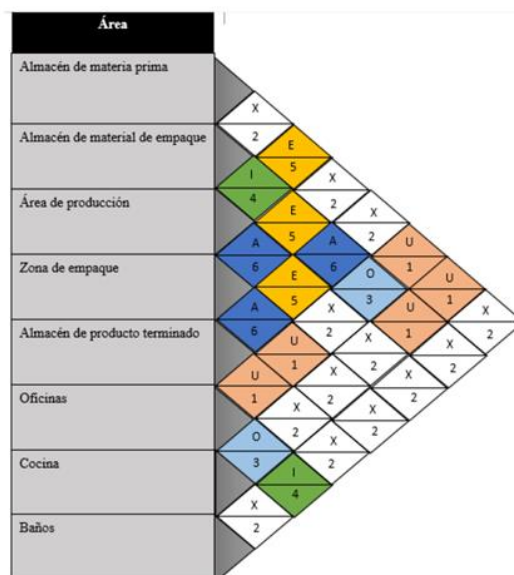 Área
Almacén de materia prima
X
2
Almacén de material de empaque
E
5
I
4
X
2
Área de producción
E
5
X
2
A
6
A
6
U
1
Zona de empaque
E
5
O
3
U
1
A
6
X
2
U
1
X
2
Almacén de producto terminado
U
1
X
2
X
2
U
1
X
2
X
2
Oficinas
X
2
2
Cocina
O
3
X
2
I
4
Baños
X
2